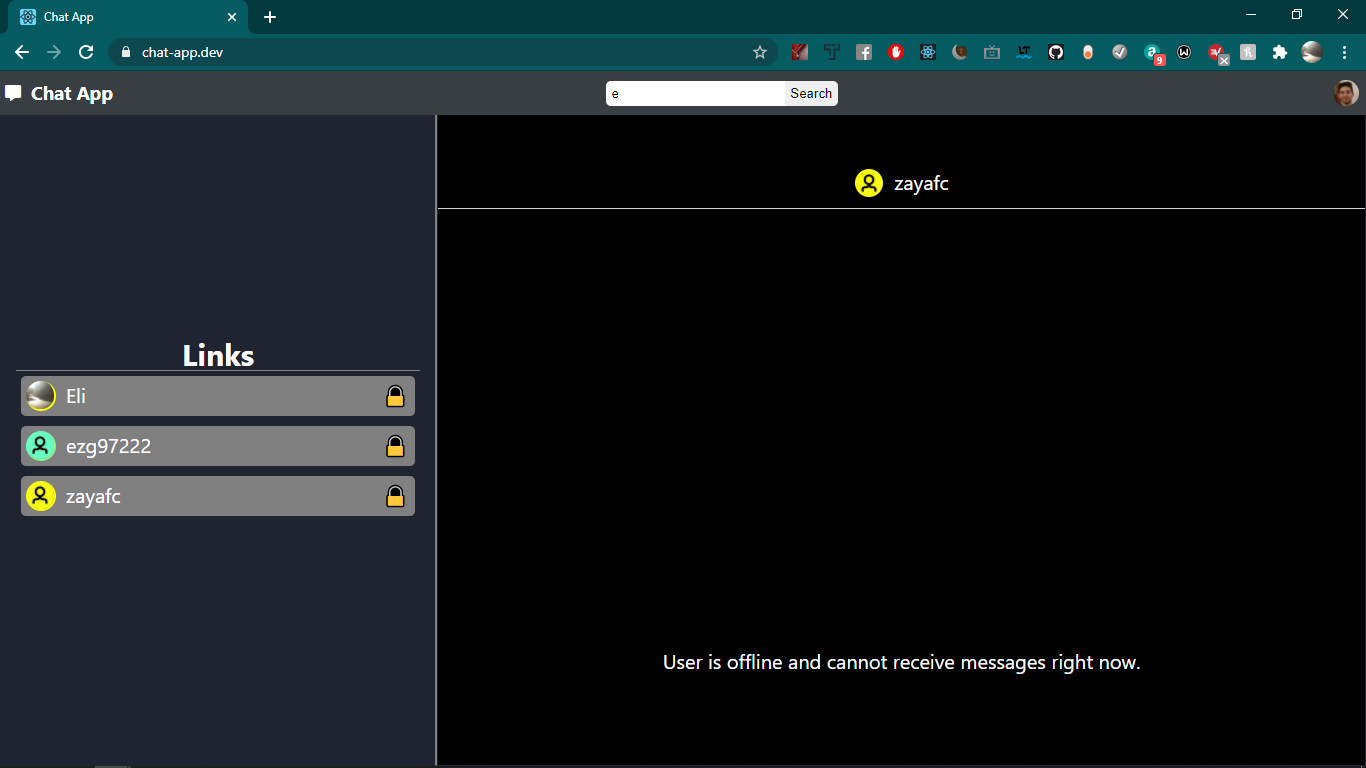 Chat App
chat-app.dev
9
Chat App
e
Search
Links
Eli
ezg97222
zayafc
zayafc
User is offline and cannot receive messages right now.